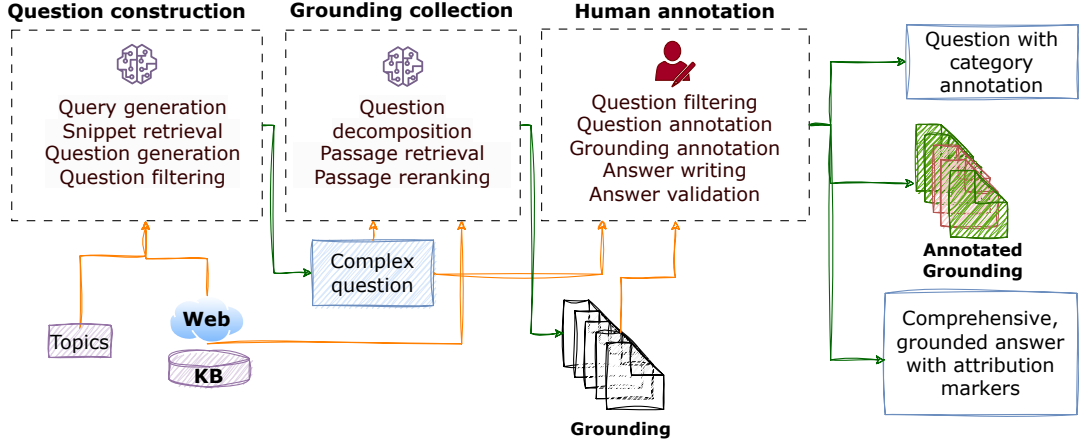 Question construction
Query generation
Snippet retrieval
Question generation
Question filtering
Topics
Web
KB
Grounding collection
Question
decomposition
Passage retrieval
Passage reranking
Complex
question
Grounding
Human annotation
Question filtering
Question annotation
Grounding annotation
Answer writing
Answer validation
Question with
category
annotation
Annotated
Grounding
Comprehensive,
grounded answer
with attribution
markers